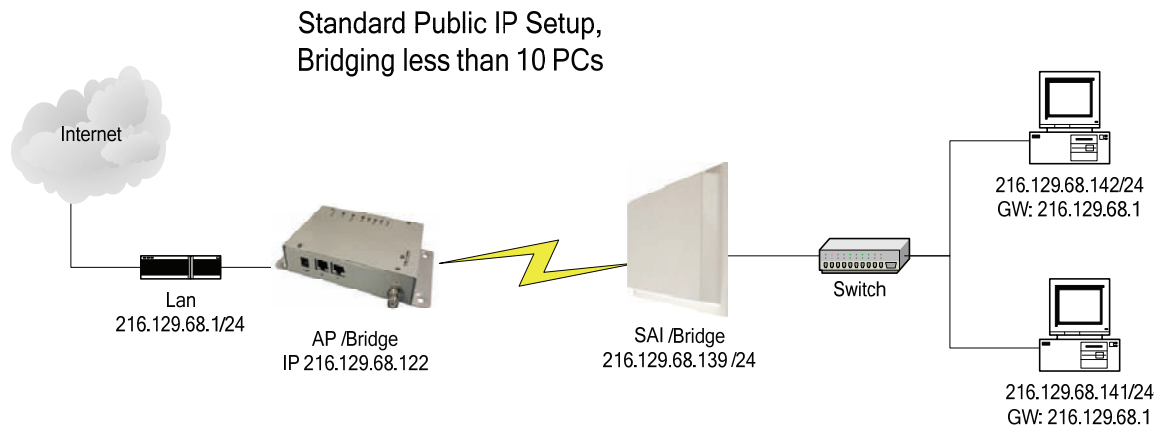 Standard Public IP Setup,
Bridging less than 10 PCs
Internet
Lan
216.129.68.1/24
AP /Bridge
IP 216.129.68.122
SAI /Bridge
216.129.68.139 /24
Switch
216.129.68.142/24
GW: 216.129.68.1
216.129.68.141/24
GW: 216.129.68.1